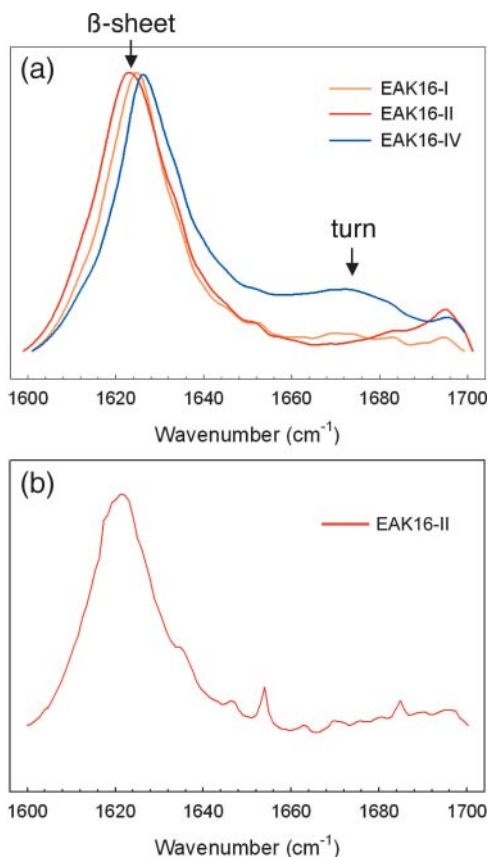 ß-sheet
(a)
EAK16-I
EAK16-II
EAK16-IV
turn
1600 1620 1640 1660 1680 1700
Wavenumber (cm⁻¹)
(b)
EAK16-II
1600 1620 1640 1660 1680 1700
Wavenumber (cm⁻¹)